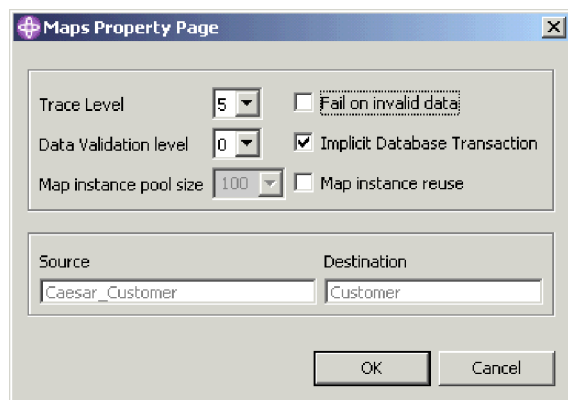 Maps Property Page
Trace Level 5 Fail on invalid data
Data Validation level 0 Implicit Database Transaction
Map instance pool size 100 Map instance reuse
Source Destination
Caesar_Customer Customer
OK Cancel